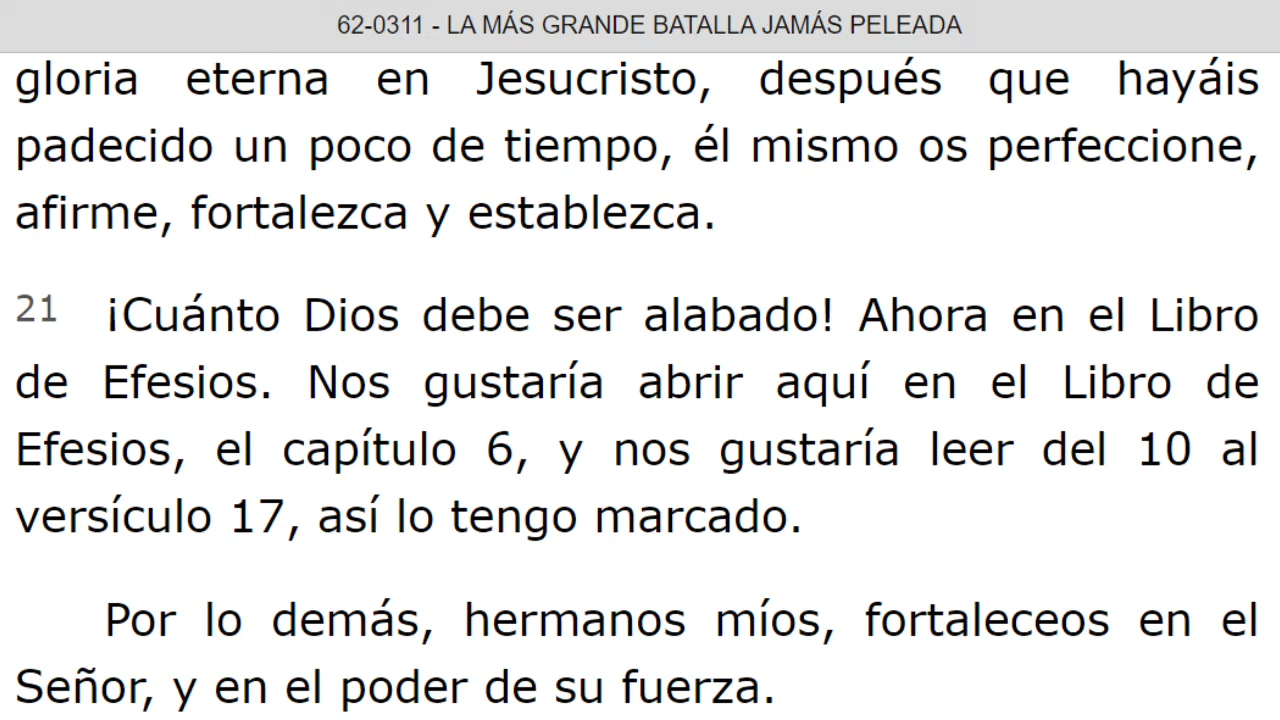 62-0311 - LA MÁS GRANDE BATALLA JAMÁS PELEADA
gloria eterna en Jesucristo, después que hayáis
padecido un poco de tiempo, él mismo os perfeccione,
afirme, fortalezca y establezca.
21 ¡Cuánto Dios debe ser alabado! Ahora en el Libro
de Efesios. Nos gustaría abrir aquí en el Libro de
Efesios, el capítulo 6, y nos gustaría leer del 10 al
versículo 17, así lo tengo marcado.
Por lo demás, hermanos míos, fortaleceos en el
Señor, y en el poder de su fuerza.